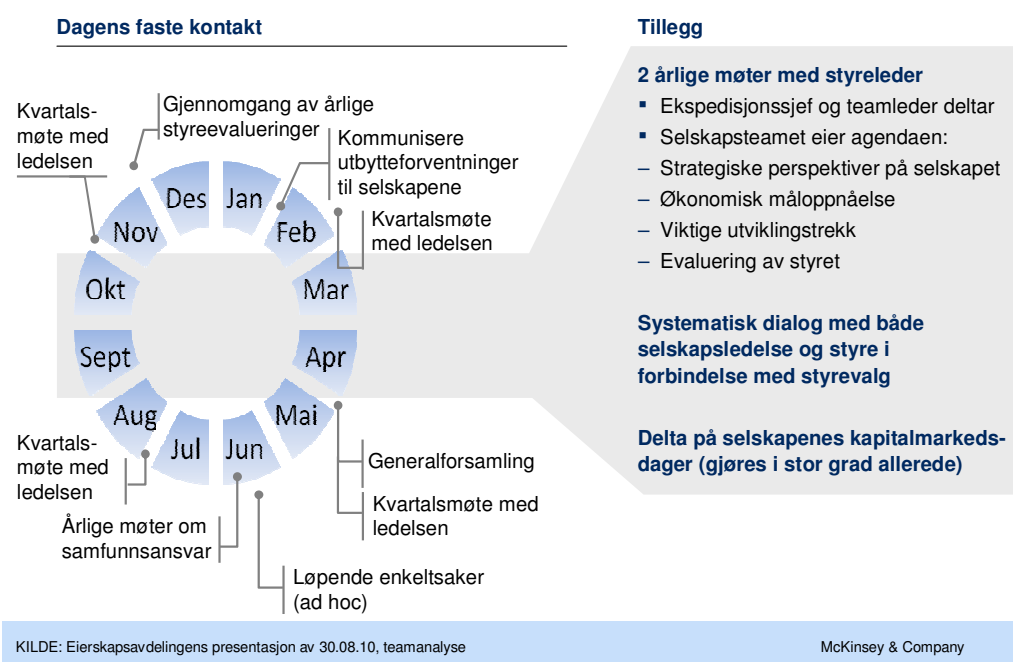 Dagens faste kontakt
Kvartals-
møte med
ledelsen
Gjennomgang av årlige
styreevalueringer
Kommunisere
utbytteforventninger
til selskapene
Kvartalsmøte
med ledelsen
Des
Jan
Nov
Feb
Okt
Mar
Sept
Apr
Aug
Mai
Jul
Jun
Kvartals-
møte med
ledelsen
Generalforsamling
Kvartalsmøte med
ledelsen
Årlige møter om
samfunnsansvar
Løpende enkeltsaker
(ad hoc)
Tillegg
2 årlige møter med styreleder
▪ Ekspedisjonssjef og teamleder deltar
▪ Selskapsteamet eier agendaen:
– Strategiske perspektiver på selskapet
– Økonomisk måloppnåelse
– Viktige utviklingstrekk
– Evaluering av styret
Systematisk dialog med både
selskapsledelse og styre i
forbindelse med styrevalg
Delta på selskapenes kapitalmarkeds-
dager (gjøres i stor grad allerede)
KILDE: Eierskapsavdelingens presentasjon av 30.08.10, teamanalyse
McKinsey & Company